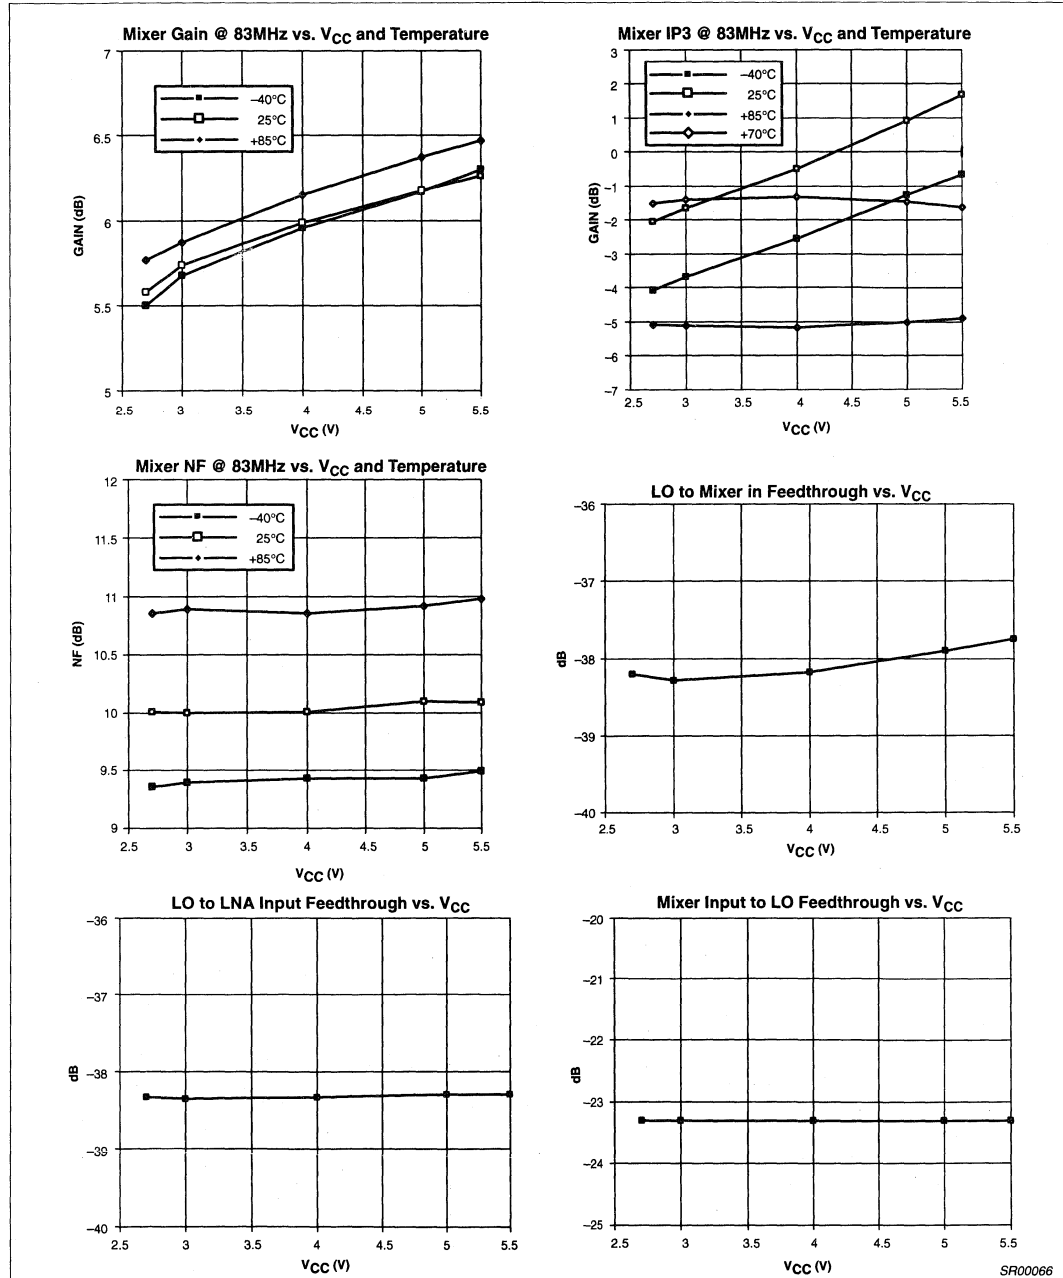 Mixer Gain @ 83MHz vs. VCC and Temperature
7
6.5
6
5.5
5
GAIN (dB)
–40°C
25°C
+85°C
2.5 3 3.5 4 4.5 5 5.5
VCC (V)
Mixer IP3 @ 83MHz vs. VCC and Temperature
3
2
1
0
–1
–2
–3
–4
–5
–6
–7
GAIN (dB)
–40°C
25°C
+85°C
+70°C
2.5 3 3.5 4 4.5 5 5.5
VCC (V)
Mixer NF @ 83MHz vs. VCC and Temperature
12
11.5
11
10.5
10
9.5
9
NF (dB)
–40°C
25°C
+85°C
2.5 3 3.5 4 4.5 5 5.5
VCC (V)
LO to Mixer in Feedthrough vs. VCC
–36
–37
–38
–39
–40
dB
2.5 3 3.5 4 4.5 5 5.5
VCC (V)
LO to LNA Input Feedthrough vs. VCC
–36
–37
–38
–39
–40
dB
2.5 3 3.5 4 4.5 5 5.5
VCC (V)
Mixer Input to LO Feedthrough vs. VCC
–20
–21
–22
–23
–24
–25
dB
2.5 3 3.5 4 4.5 5 5.5
VCC (V)
SR00066